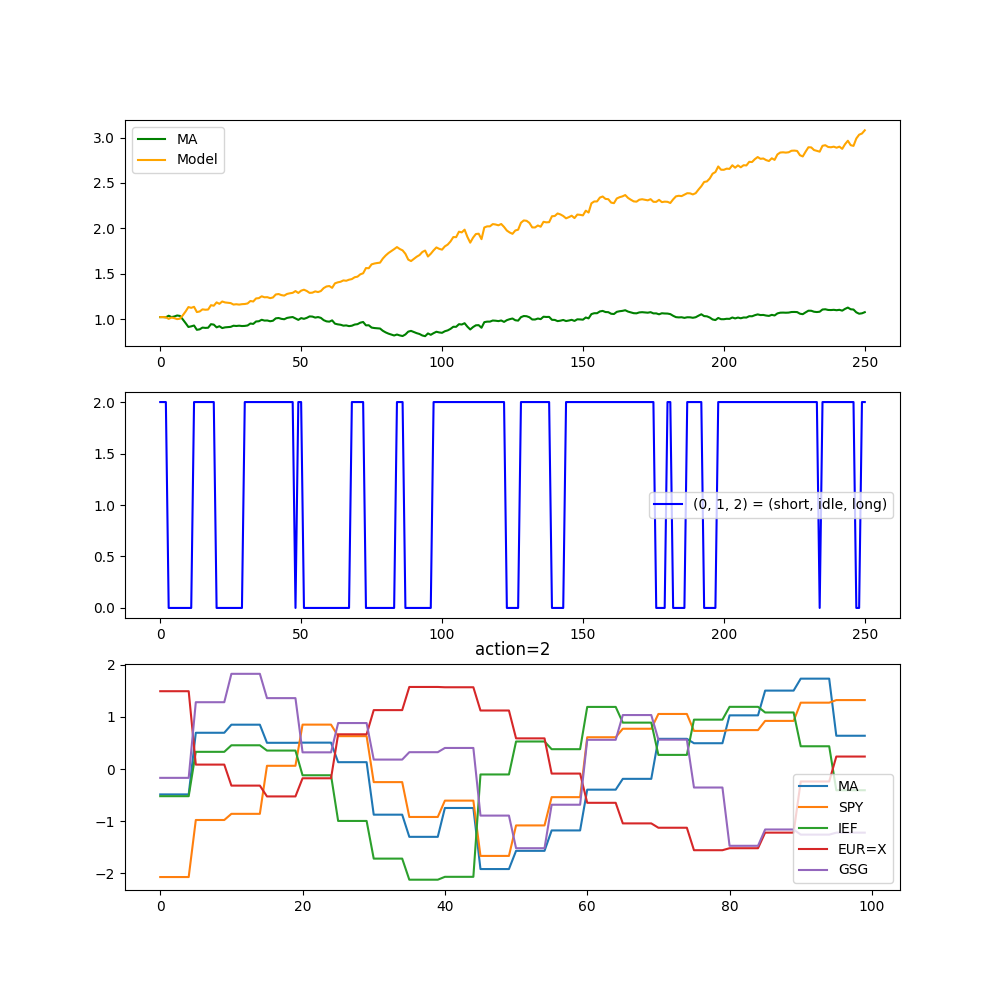 MA
Model
3.0
2.5
2.0
1.5
1.0
0 50 100 150 200 250
2.0
1.5
1.0
0.5
0.0
(0, 1, 2) = (short, idle, long)
0 50 100 150 200 250
action=2
2
1
0
−1
−2
MA
SPY
IEF
EUR=X
GSG
0 20 40 60 80 100